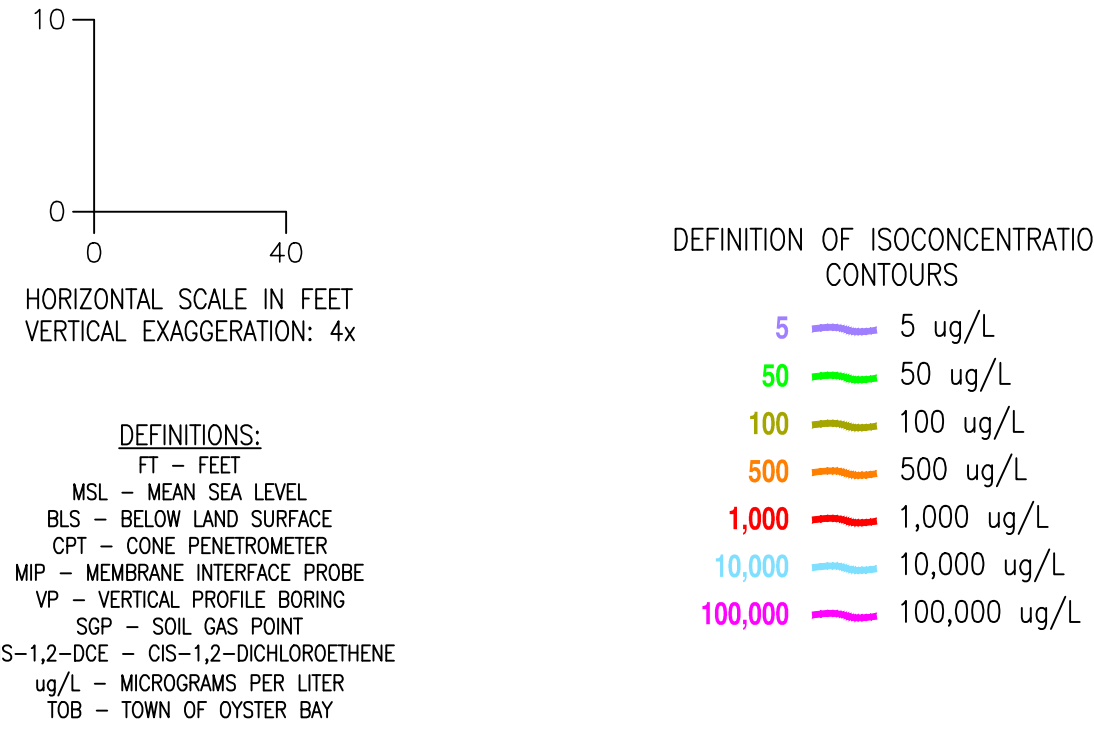 10
0
0 40
HORIZONTAL SCALE IN FEET
VERTICAL EXAGGERATION: 4x
DEFINITIONS:
FT – FEET
MSL – MEAN SEA LEVEL
BLS – BELOW LAND SURFACE
CPT – CONE PENETROMETER
MIP – MEMBRANE INTERFACE PROBE
VP – VERTICAL PROFILE BORING
SGP – SOIL GAS POINT
S–1,2–DCE – CIS–1,2–DICHLOROETHENE
ug/L – MICROGRAMS PER LITER
TOB – TOWN OF OYSTER BAY
DEFINITION OF ISOCONCENTRATIO
CONTOURS
5 5 ug/L
50 50 ug/L
100 100 ug/L
500 500 ug/L
1,000 1,000 ug/L
10,000 10,000 ug/L
100,000 100,000 ug/L